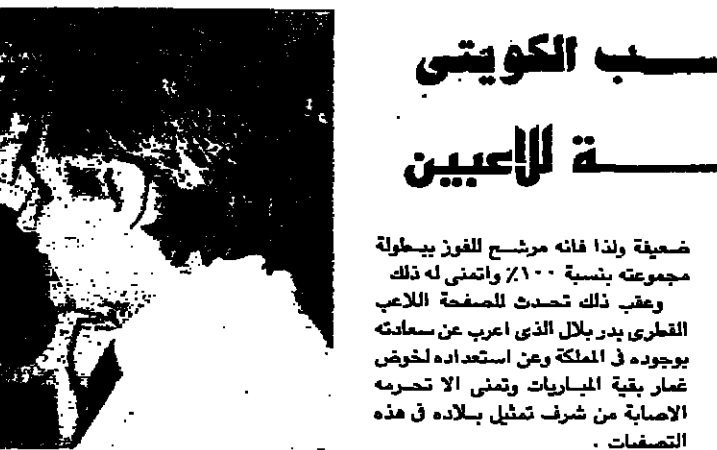 الكويتي
للاعبين
ضعيفة ولذا فانه مرشح للفوز ببطولة
مجموعته بنسبة ١٠٠٪ واتمنى له ذلك
وعقب ذلك تحدث للصفحة اللاعب
القطرى بدر بلال الذى اعرب عن سعادته
بوجوده فى المملكة وعن استعداده لخوض
غمار بقية المباريات وتمنى الا تحرمه
الاصابة من شرف تمثيل بلاده فى هذه
التصفيات .